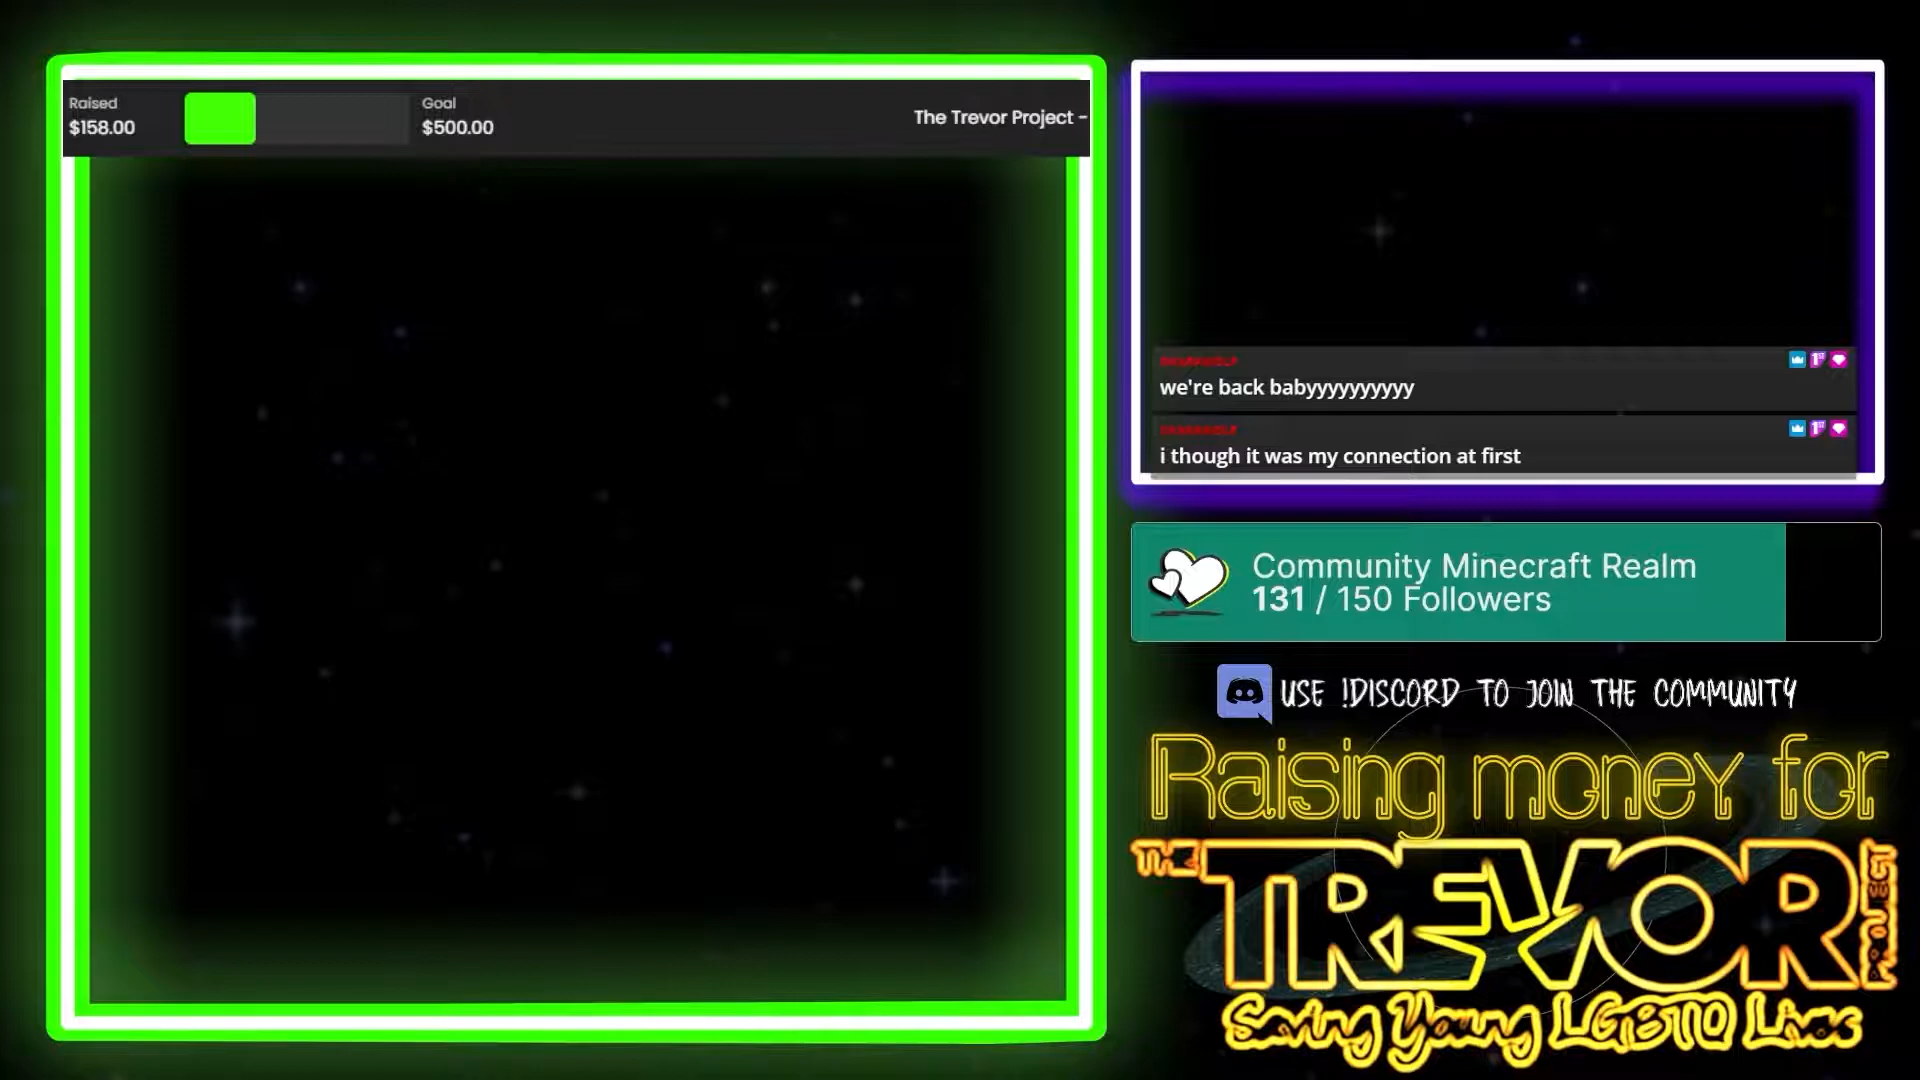 Raised
$158.00
Goal
$500.00
The Trevor Project -
we're back babyyyyyyyyyy
i though it was my connection at first
Community Minecraft Realm
131 / 150 Followers
USE !DISCORD TO JOIN THE COMMUNITY
Raising money for
THE TREVOR PROJECT
Saving Young LGBTQ Lives